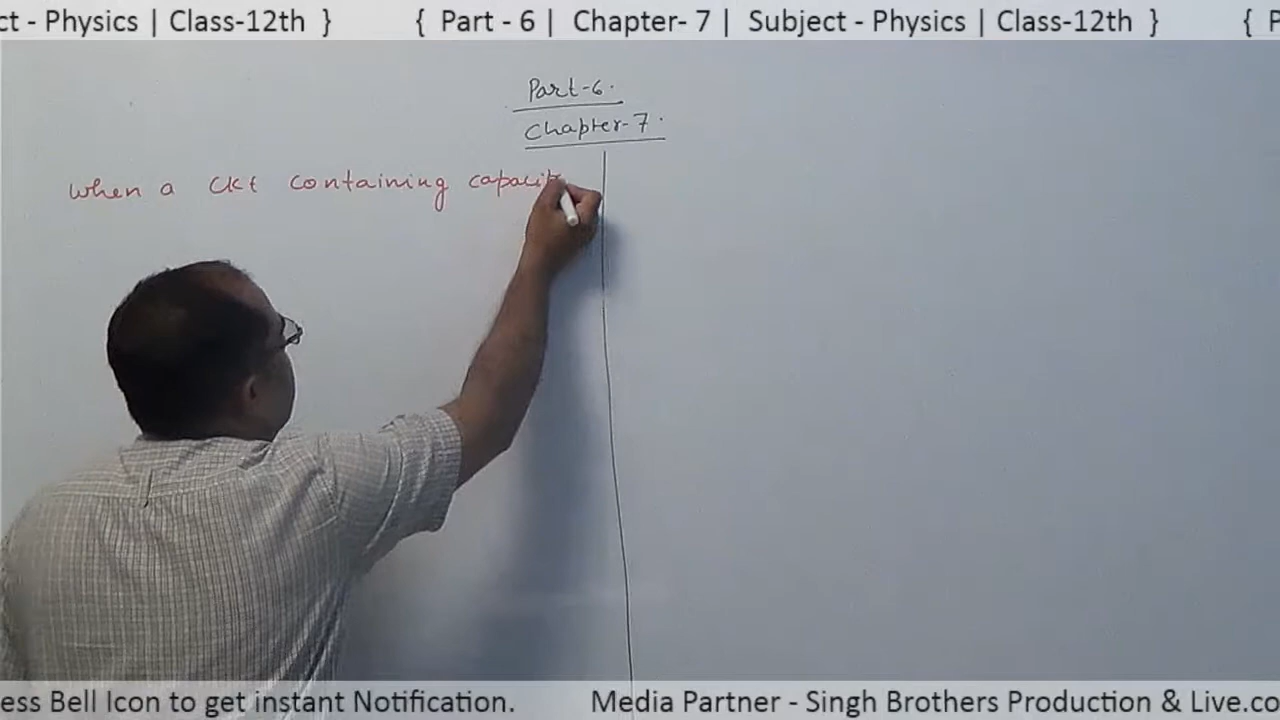 ct - Physics | Class-12th } { Part - 6 | Chapter- 7 | Subject - Physics | Class-12th } { P
Part-6.
Chapter-7.
When a Ckt Containing capacit
ess Bell Icon to get instant Notification. Media Partner - Singh Brothers Production & Live.co